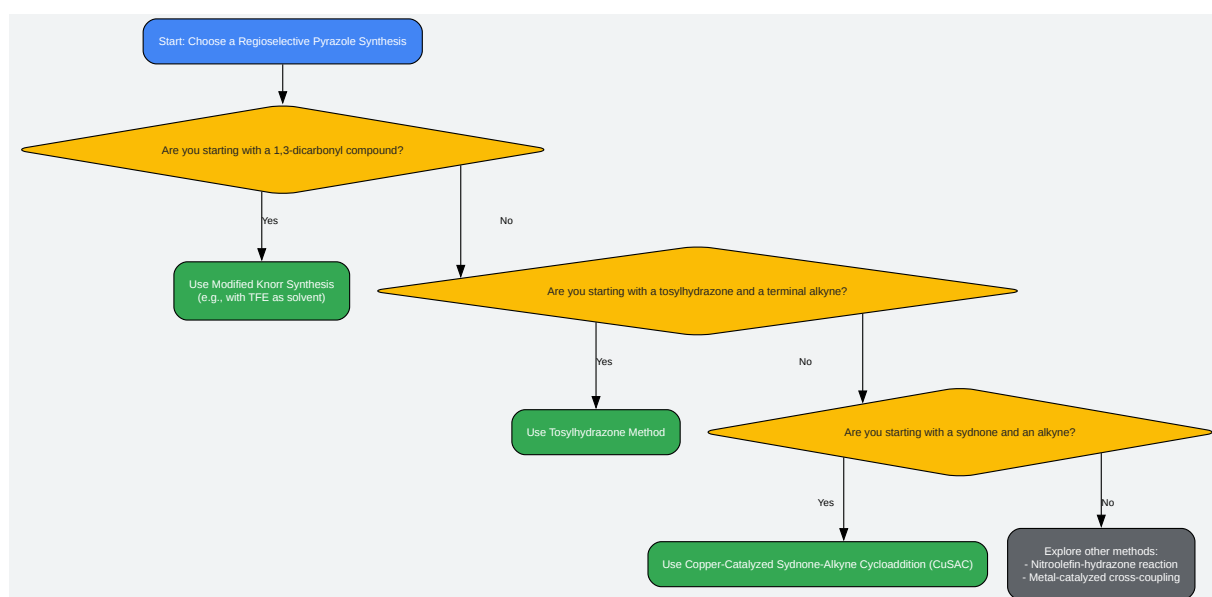 Start: Choose a Regioselective Pyrazole Synthesis
Are you starting with a 1,3-dicarbonyl compound?
Yes
No
Use Modified Knorr Synthesis
(e.g., with TFE as solvent)
Are you starting with a tosylhydrazone and a terminal alkyne?
Yes
No
Use Tosylhydrazone Method
Are you starting with a sydnone and an alkyne?
Yes
No
Use Copper-Catalyzed Sydnone-Alkyne Cycloaddition (CuSAC)
Explore other methods:
- Nitroolefin-hydrazone reaction
- Metal-catalyzed cross-coupling